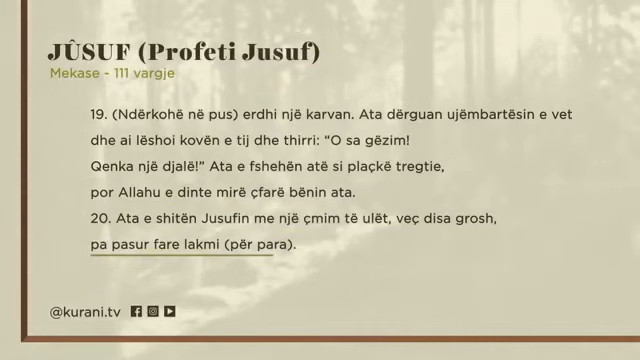 JÛSUF (Profeti Jusuf)
Mekase - 111 vargje
19. (Ndërkohë në pus) erdhi një karvan. Ata dërguan ujëmbartësin e vet
dhe ai lëshoi kovën e tij dhe thirri: “O sa gëzim!
Qenka një djalë!” Ata e fshehën atë si plaçkë tregtie,
por Allahu e dinte mirë çfarë bënin ata.
20. Ata e shitën Jusufin me një çmim të ulët, veç disa grosh,
pa pasur fare lakmi (për para).
@kurani.tv